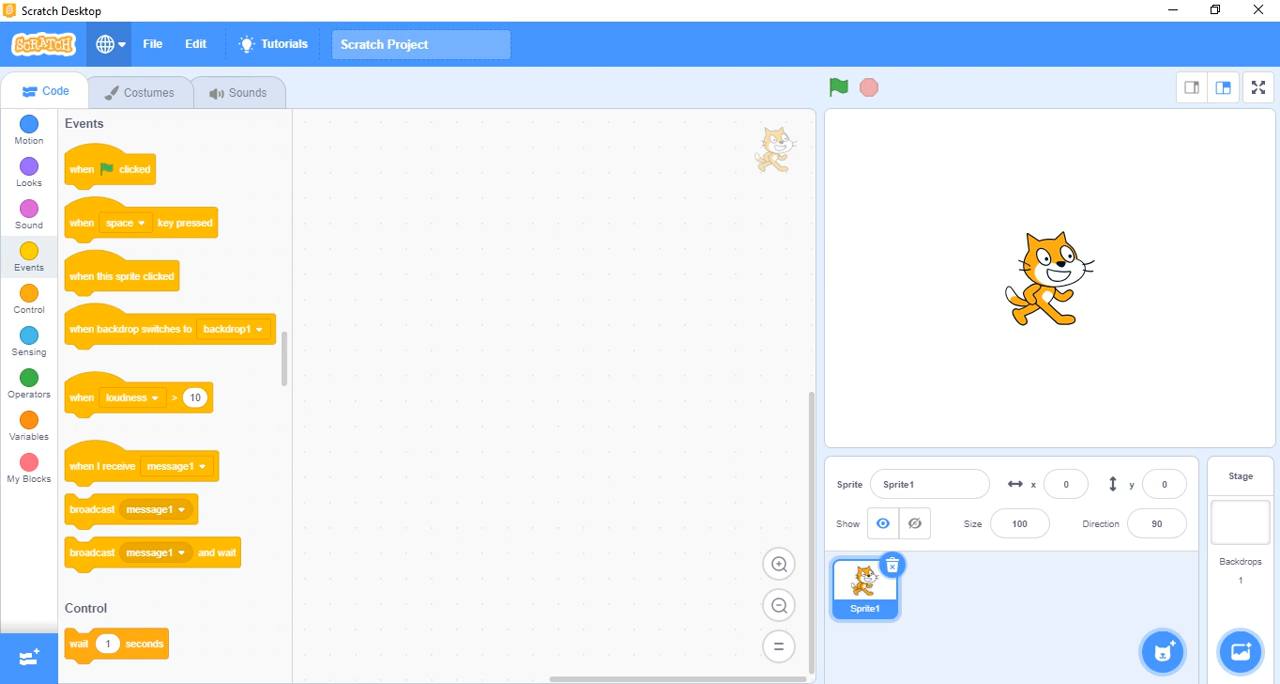 Scratch Desktop
SCRATCH File Edit Tutorials Scratch Project
Code Costumes Sounds
Motion
Looks
Sound
Events
Control
Sensing
Operators
Variables
My Blocks
Events
when clicked
when space key pressed
when this sprite clicked
when backdrop switches to backdrop1
when loudness > 10
when I receive message1
broadcast message1
broadcast message1 and wait
Control
wait 1 seconds
Sprite Sprite1 x 0 y 0
Show Size 100 Direction 90
Sprite1
Stage
Backdrops
1